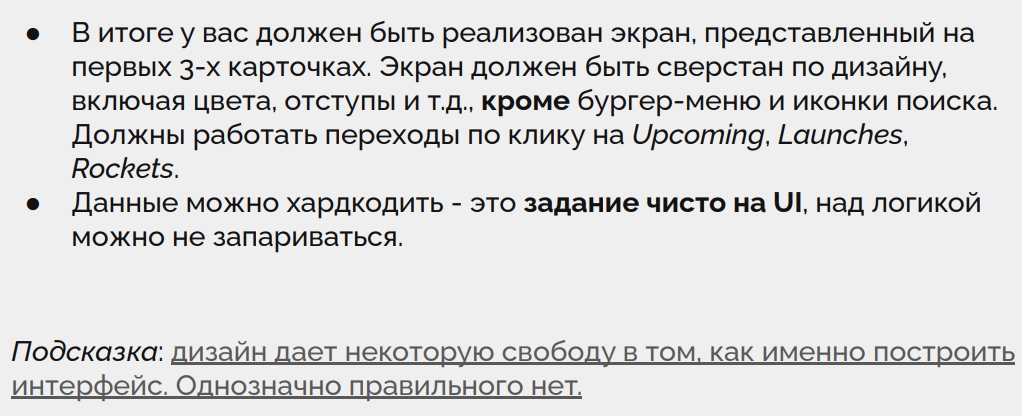 ● В итоге у вас должен быть реализован экран, представленный на
первых 3-х карточках. Экран должен быть сверстан по дизайну,
включая цвета, отступы и т.д., кроме бургер-меню и иконки поиска.
Должны работать переходы по клику на Upcoming, Launches,
Rockets.
● Данные можно хардкодить - это задание чисто на UI, над логикой
можно не запариваться.
Подсказка: дизайн дает некоторую свободу в том, как именно построить
интерфейс. Однозначно правильного нет.